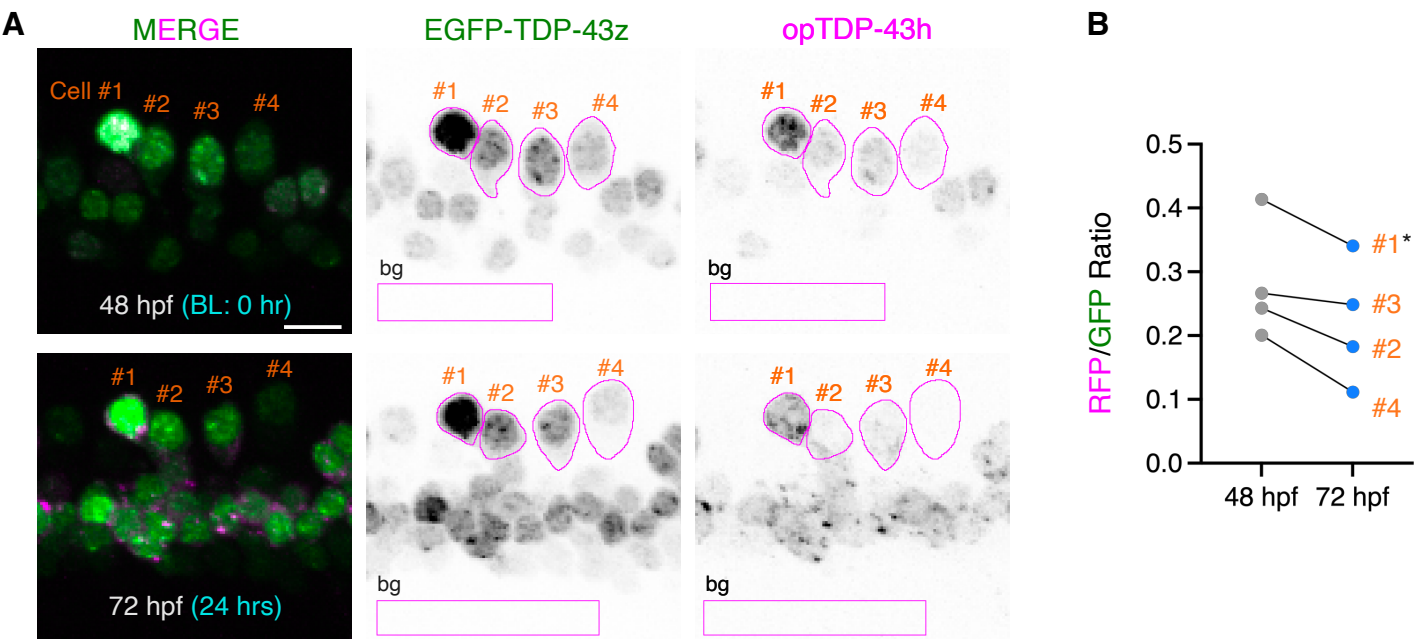 A
MERGE
EGFP-TDP-43z
opTDP-43h
Cell #1
#2
#3
#4
48 hpf (BL: 0 hr)
#1
#2
#3
#4
bg
#1
#2
#3
#4
bg
#1
#2
#3
#4
72 hpf (24 hrs)
#1
#2
#3
#4
bg
#1
#2
#3
#4
bg
B
RFP/GFP Ratio
0.5
0.4
0.3
0.2
0.1
0.0
48 hpf
72 hpf
#1*
#3
#2
#4